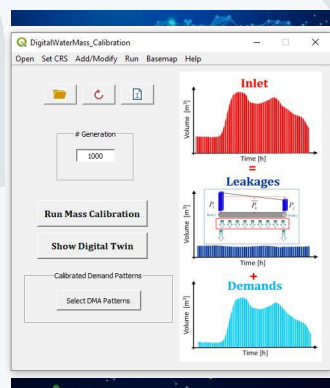 DigitalWaterMass_Calibration
Open Set CRS Add/Modify Run Basemap Help
# Generation
1000
Run Mass Calibration
Show Digital Twin
Calibrated Demand Patterns
Select DMA Patterns
Inlet
Volume [m³]
Time [h]
=
Leakages
Volume [m³]
+
Demands
Volume [m³]
Time [h]